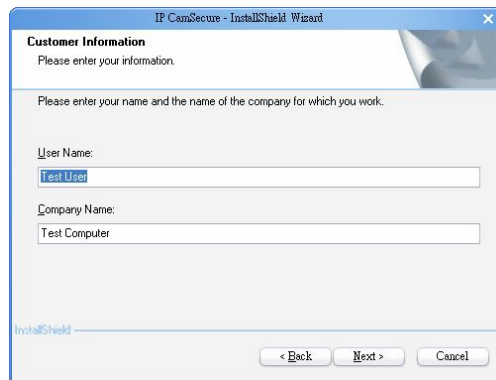 IP CamSecure - InstallShield Wizard
Customer Information
Please enter your information.
Please enter your name and the name of the company for which you work.
User Name:
Test User
Company Name:
Test Computer
InstallShield
< Back
Next >
Cancel